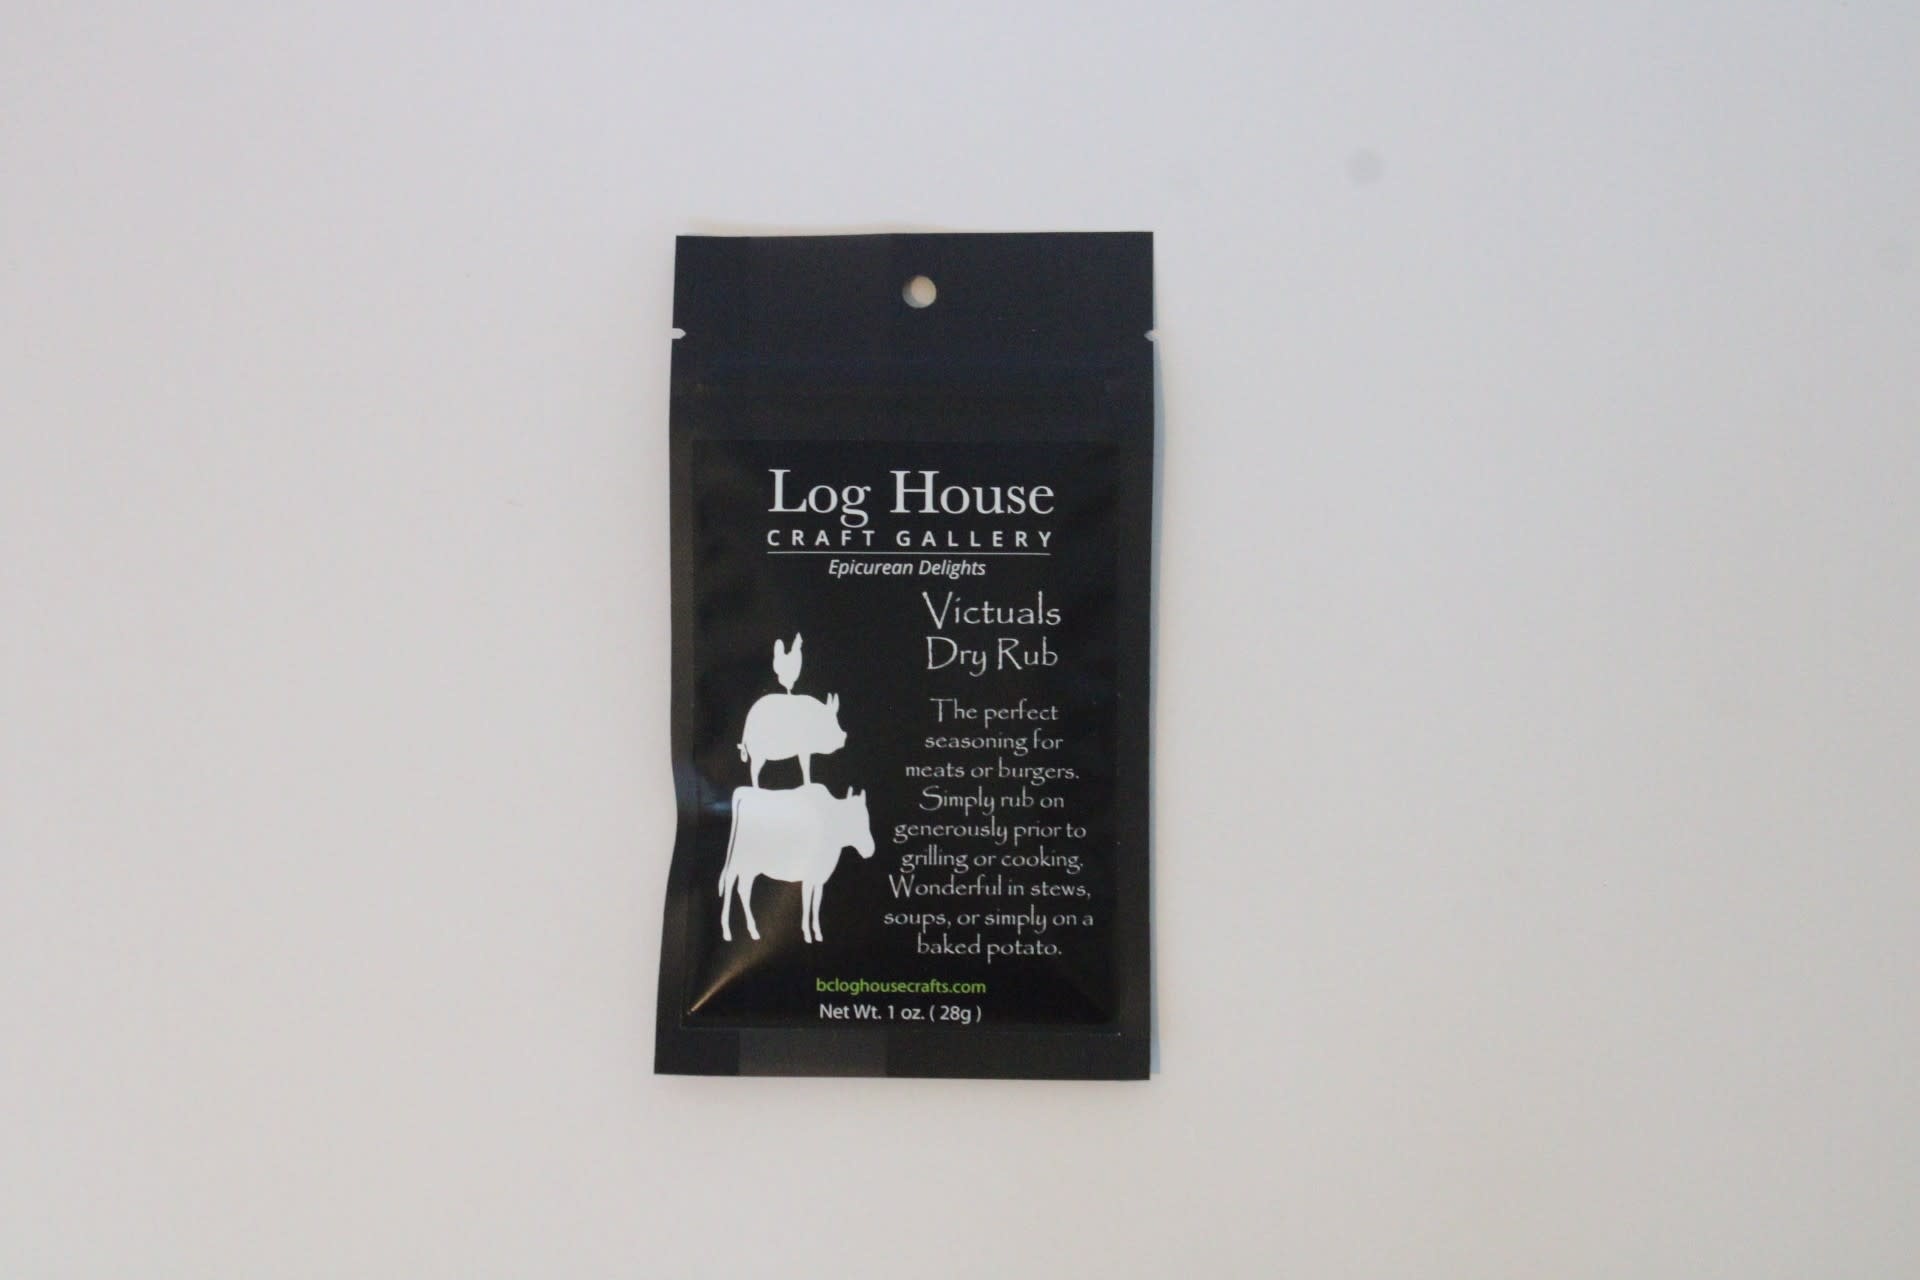 Log House
CRAFT GALLERY
Epicurean Delights
Victuals
Dry Rub
The perfect
seasoning for
meats or burgers.
Simply rub on
generously prior to
grilling or cooking.
Wonderful in stews,
soups, or simply on a
baked potato.
bcloghousecrafts.com
Net Wt. 1 oz. ( 28g )